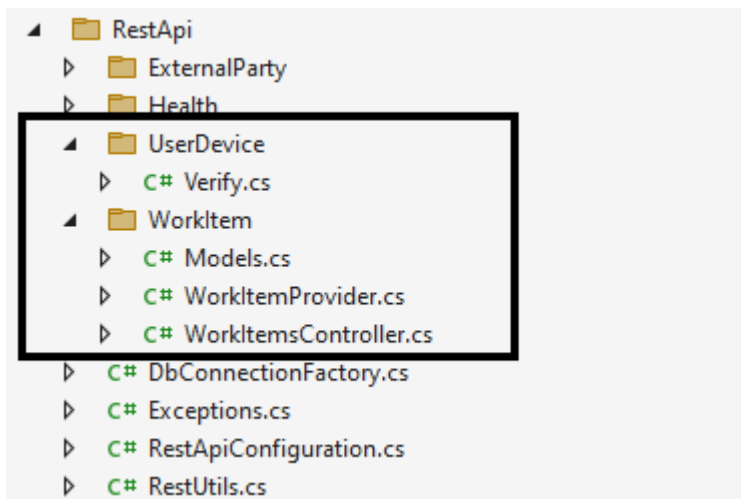 RestApi
ExternalParty
Health
UserDevice
C# Verify.cs
WorkItem
C# Models.cs
C# WorkItemProvider.cs
C# WorkItemsController.cs
C# DbConnectionFactory.cs
C# Exceptions.cs
C# RestApiConfiguration.cs
C# RestUtils.cs